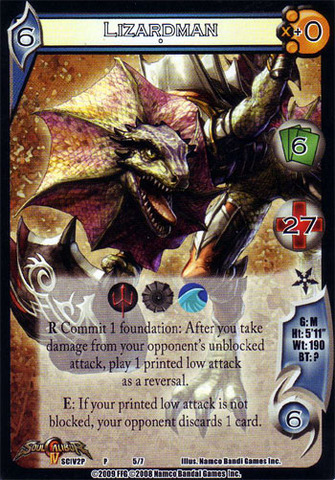 6
LIZARDMAN
X+0
6
27
R Commit 1 foundation: After you take
damage from your opponent's unblocked
attack, play 1 printed low attack
as a reversal.
E: If your printed low attack is not
blocked, your opponent discards 1 card.
G: M
Ht: 5'11"
Wt: 190
BT: ?
6
SOULCALIBUR
IV
SCIV2P P 5/7 Illus. Namco Bandi Games Inc.
©2009 FFG ©2008 Namco Bandai Games Inc.